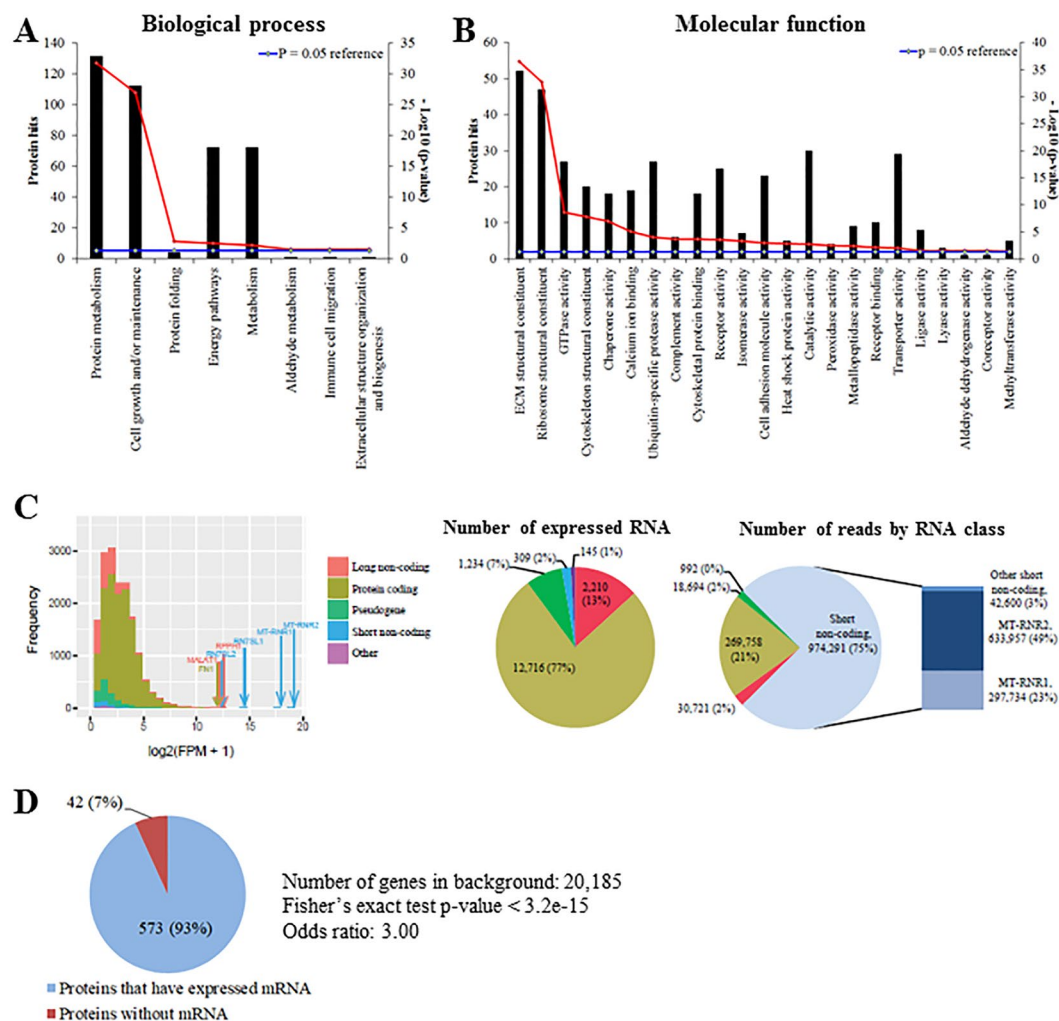 A
Biological process
P = 0.05 reference
140
120
100
80
60
40
20
0
Protein hits
35
30
25
20
15
10
5
0
- Log10 (p-value)
Protein metabolism
Cell growth and/or maintenance
Protein folding
Energy pathways
Metabolism
Aldehyde metabolism
Immune cell migration
Extracellular structure organization
and biogenesis
B
Molecular function
p = 0.05 reference
60
50
40
30
20
10
0
Protein hits
40
35
30
25
20
15
10
5
0
- Log10 (p-value)
ECM structural constituent
Ribosome structural constituent
GTPase activity
Cytoskeleton structural constituent
Chaperone activity
Calcium ion binding
Ubiquitin-specific protease activity
Complement activity
Cytoskeletal protein binding
Receptor activity
Isomerase activity
Cell adhesion molecule activity
Heat shock protein activity
Catalytic activity
Peroxidase activity
Metallopeptidase activity
Receptor binding
Transporter activity
Ligase activity
Lyase activity
Aldehyde dehydrogenase activity
Coreceptor activity
Methyltransferase activity
C
3000
2000
1000
0
Frequency
MT-RNR2
MT-RNR1
RN7SL1
RN7SL2
0
5
10
15
20
log2(FPM + 1)
Long non-coding
Protein coding
Pseudogene
Short non-coding
Other
Number of expressed RNA
1,234 (7%)
309 (2%)
145 (1%)
2,210
(13%)
12,716 (77%)
Number of reads by RNA class
992 (0%)
18,694 (2%)
269,758
(21%)
30,721 (2%)
Short
non-coding,
974,291 (75%)
Other short
non-coding,
42,600 (3%)
MT-RNR2,
633,957 (49%)
MT-RNR1,
297,734 (23%)
D
42 (7%)
573 (93%)
Proteins that have expressed mRNA
Proteins without mRNA
Number of genes in background: 20,185
Fisher's exact test p-value < 3.2e-15
Odds ratio: 3.00